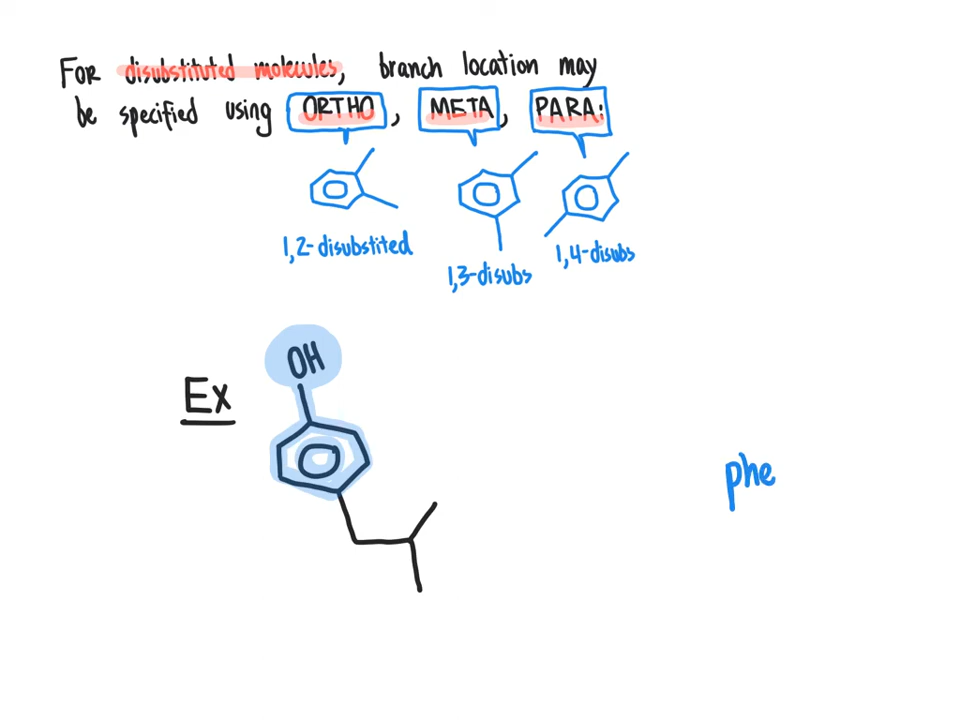 For disubstituted molecules, branch location may
be specified using ORTHO, META, PARA:
1,2-disubstited
1,3-disubs
1,4-disubs
OH
Ex
phe